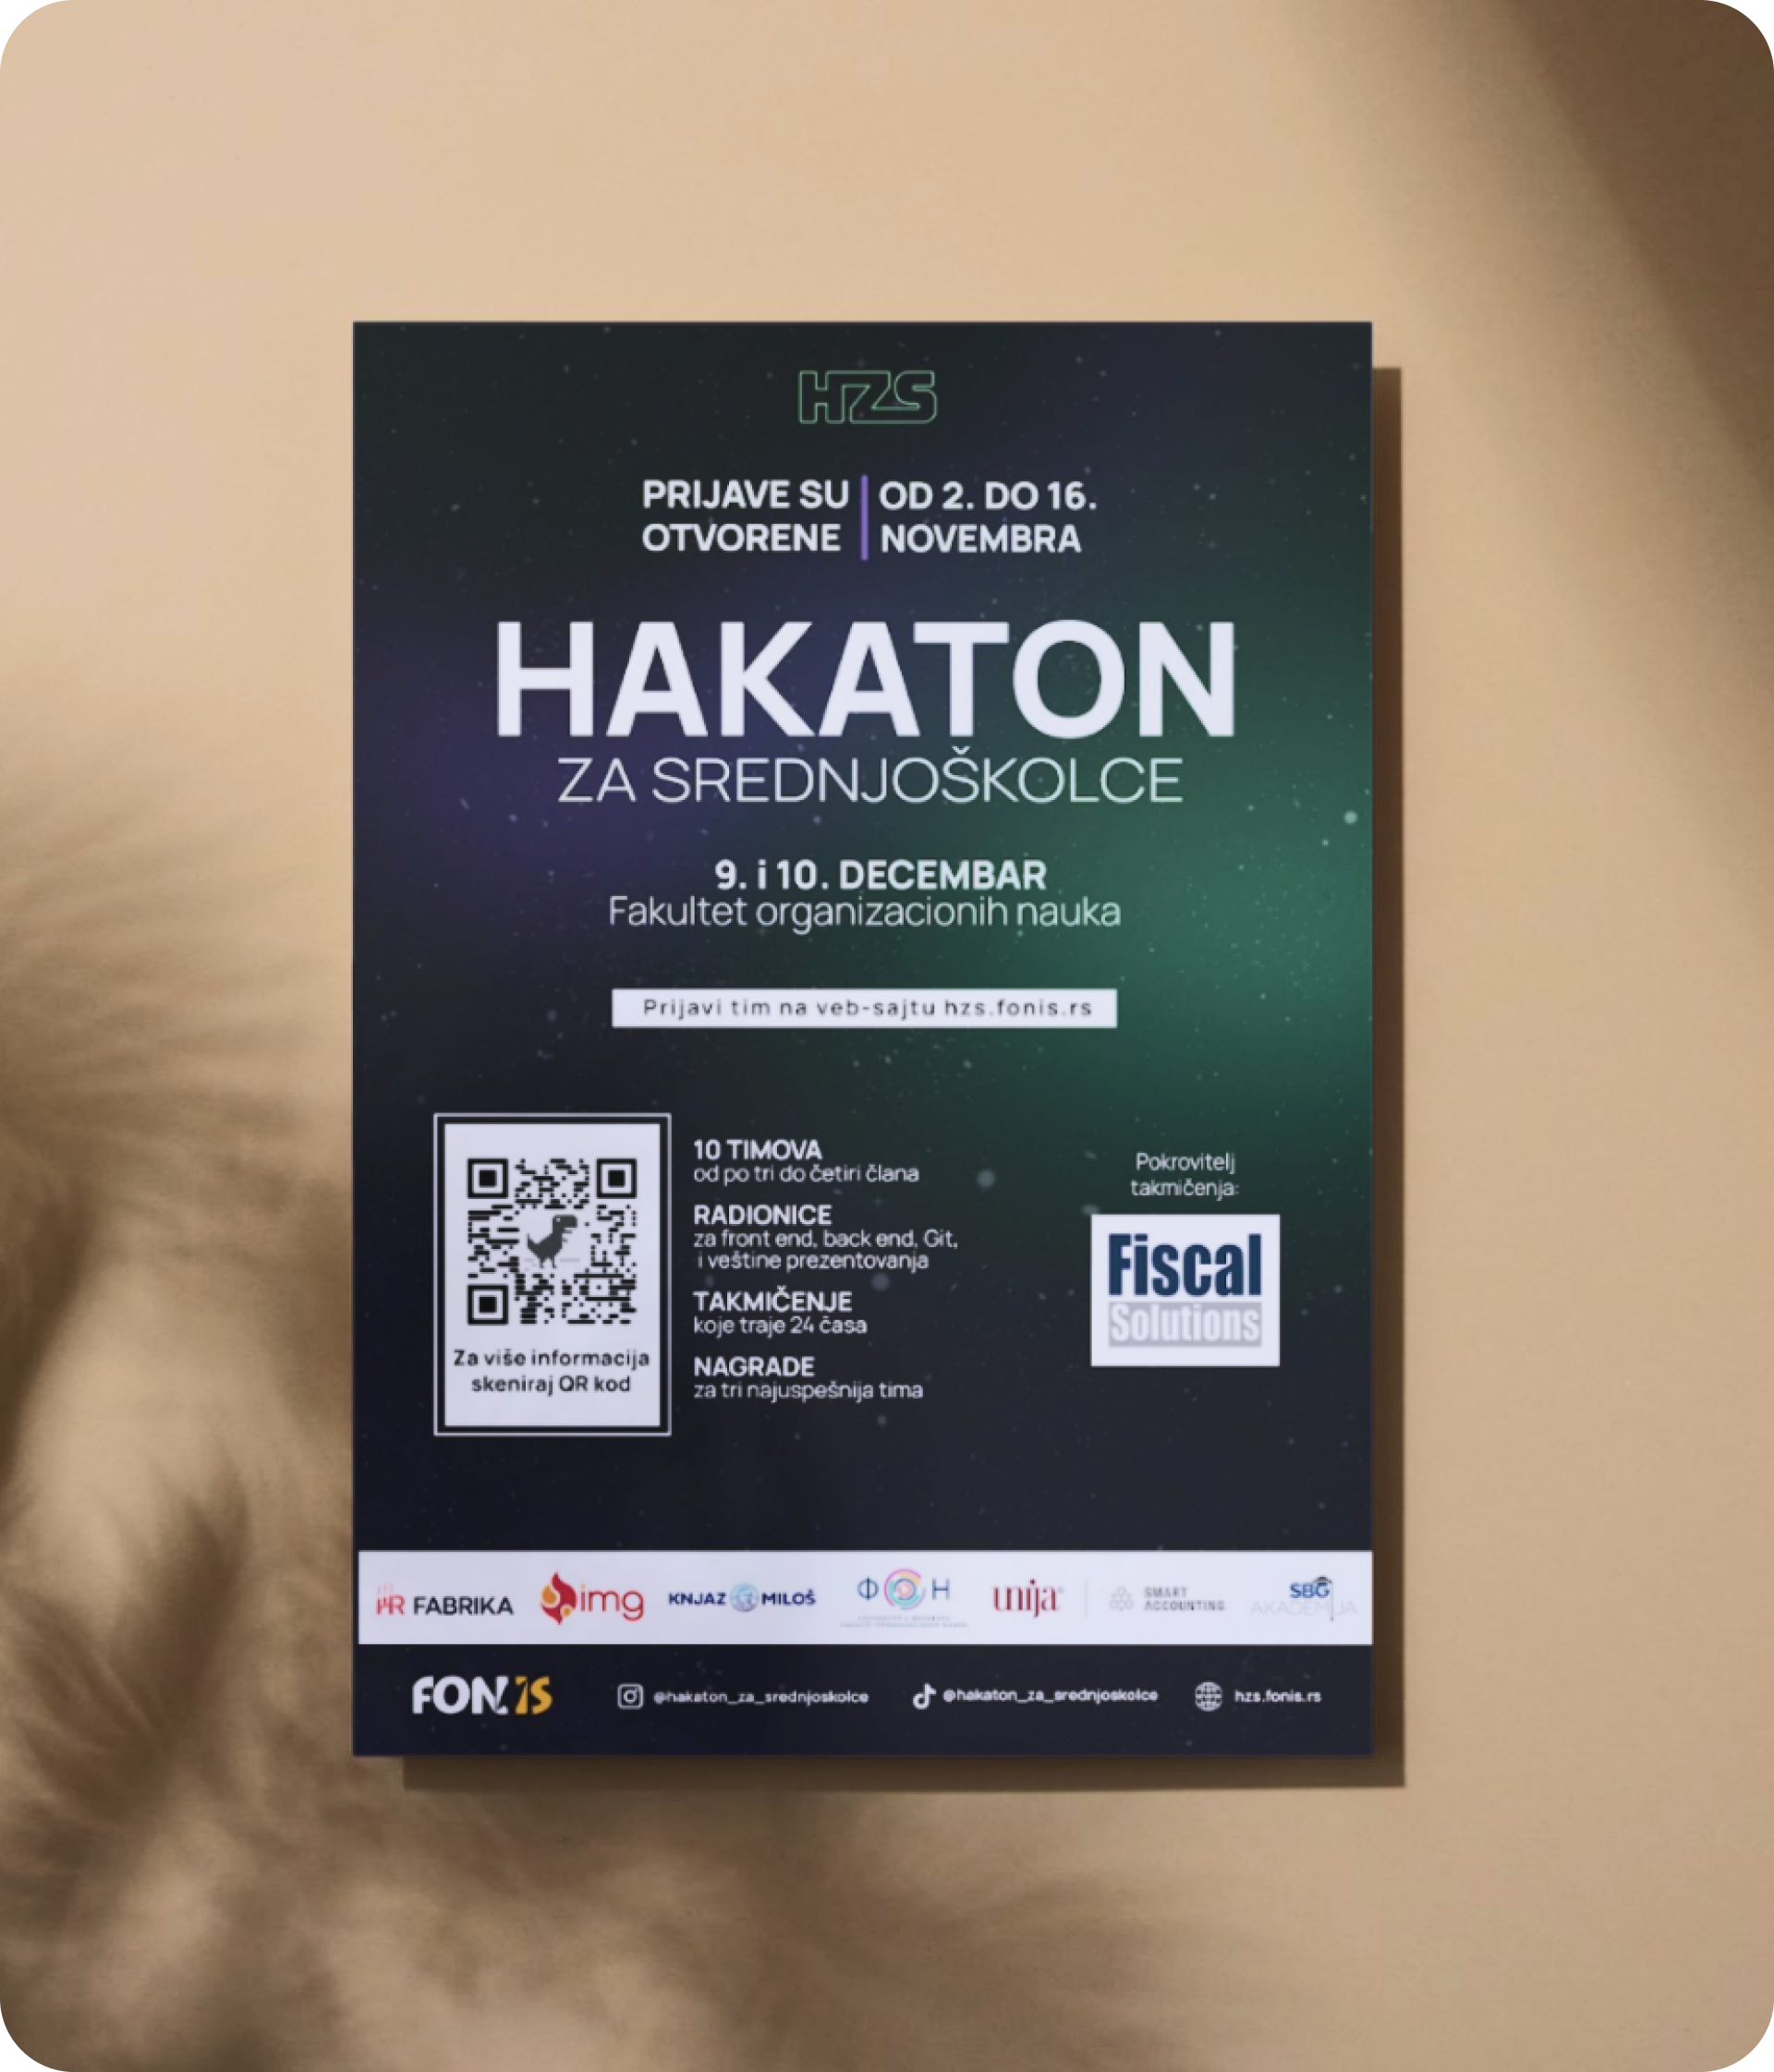 HZS
PRIJAVE SU
OTVORENE
OD 2. DO 16.
NOVEMBRA
HAKATON
ZA SREDNJOŠKOLCE
9. i 10. DECEMBAR
Fakultet organizacionih nauka
Prijavi tim na veb-sajtu hzs.fonis.rs
Za više informacija
skeniraj QR kod
10 TIMOVA
od po tri do četiri člana
RADIONICE
za front end, back end, Git,
i veštine prezentovanja
TAKMIČENJE
koje traje 24 časa
NAGRADE
za tri najuspešnija tima
Pokrovitelj
takmičenja:
Fiscal
Solutions
HR FABRIKA
img
KNJAZ MILOŠ
ФОН
unija
SMART
ACCOUNTING
SBG
AKADEMIJA
FONIS
@hakaton_za_srednjoskolce
@hakaton_za_srednjoskolce
hzs.fonis.rs